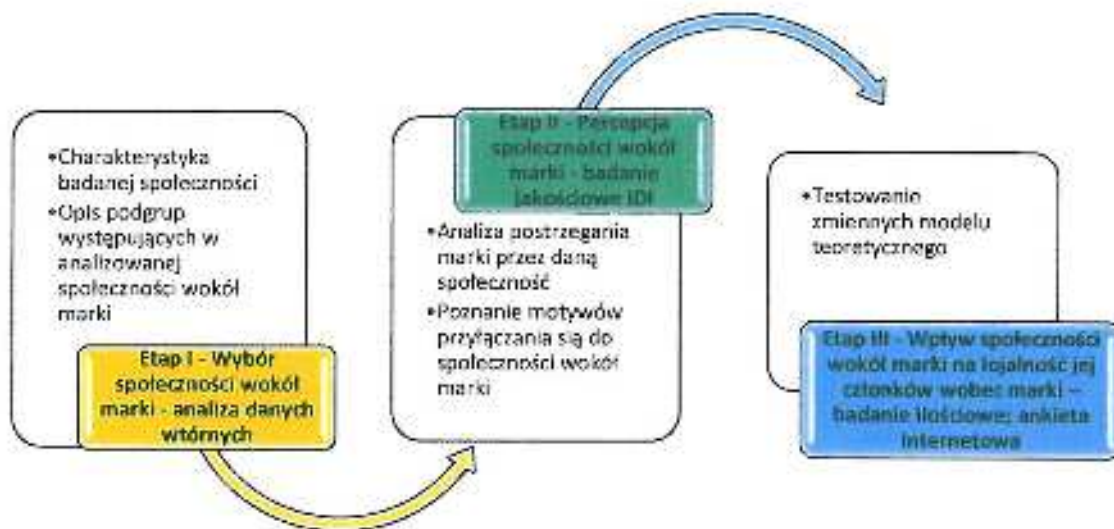 •Charakterystyka
badanej społeczności
•Opis podgrup
występujących w
analizowanej
społeczności wokół
marki
Etap I - Wybór
społeczności wokół
marki - analiza danych
wtórnych
Etap II - Percepcja
społeczności wokół
marki - badanie
jakościowe IDI
•Analiza postrzegania
marki przez daną
społeczność
•Poznanie motywów
przyłączania się do
społeczności wokół
marki
•Testowanie
zmiennych modelu
teoretycznego
Etap III - Wpływ społeczności
wokół marki na lojalność jej
członków wobec marki –
badanie ilościowe; ankieta
internetowa